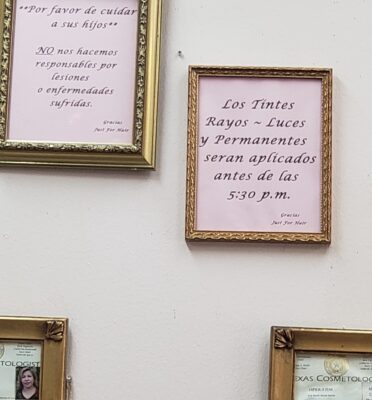 **Por favor de cuidar
a sus hijos**
NO nos hacemos
responsables por
lesiones
o enfermedades
sufridas.
Gracias
Just For Hair
Los Tintes
Rayos ~ Luces
y Permanentes
seran aplicados
antes de las
5:30 p.m.
Gracias
Just For Hair
TOLOGIST
EXAS COSMETOLOG